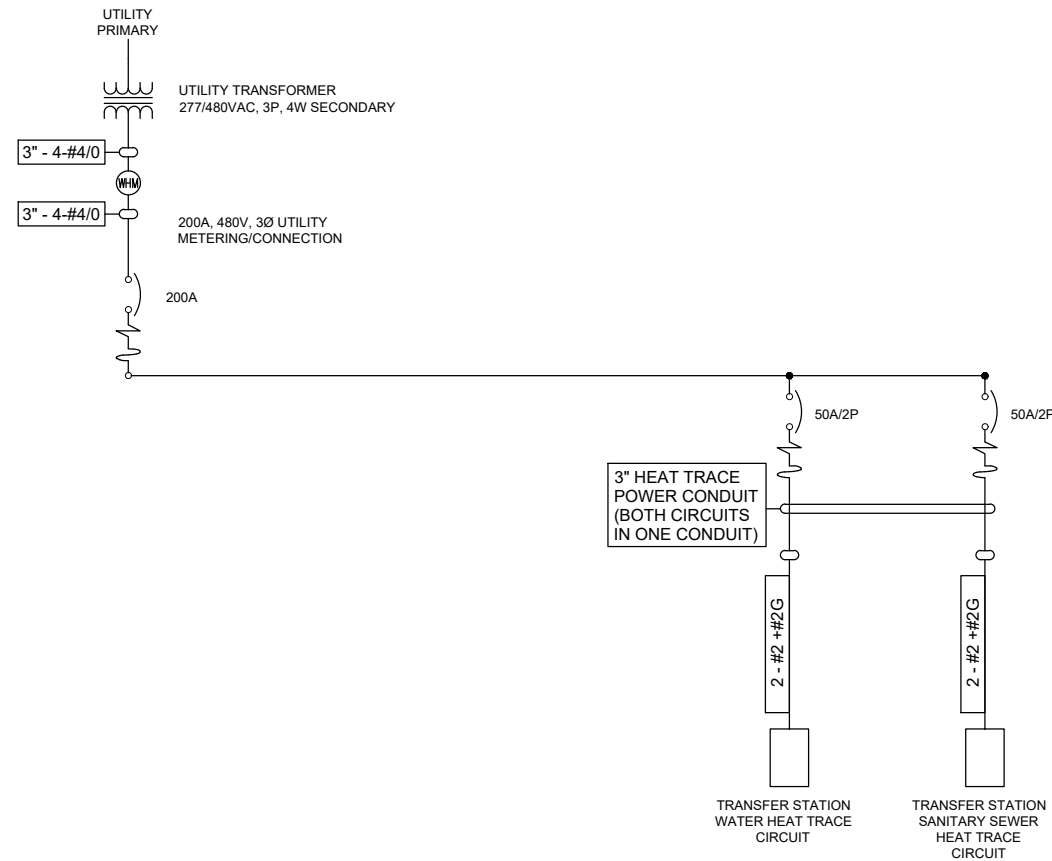 UTILITY
PRIMARY
UTILITY TRANSFORMER
277/480VAC, 3P, 4W SECONDARY
3" - 4-#4/0
WHM
3" - 4-#4/0
200A, 480V, 3Ø UTILITY
METERING/CONNECTION
200A
50A/2P
50A/2P
3" HEAT TRACE
POWER CONDUIT
(BOTH CIRCUITS
IN ONE CONDUIT)
2 - #2 +#2G
2 - #2 +#2G
TRANSFER STATION
WATER HEAT TRACE
CIRCUIT
TRANSFER STATION
SANITARY SEWER
HEAT TRACE
CIRCUIT